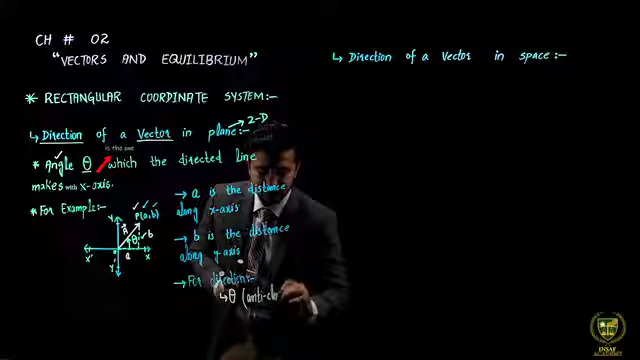 CH # 02
"VECTORS AND EQUILIBRIUM"
* RECTANGULAR COORDINATE SYSTEM:-
↳ Direction of a Vector in plane:- → 2-D
is the one
* Angle θ which the directed line
makes with X-axis.
* For Example:-
Y
P(a,b)
R
θ
b
X'
o
a
X
Y'
→ a is the distance
along x-axis
→ b is the distance
along y-axis
→ For direction:-
↳ θ (anti-clo
↳ Direction of a Vector in space:-
ENSAF
ACADEMY